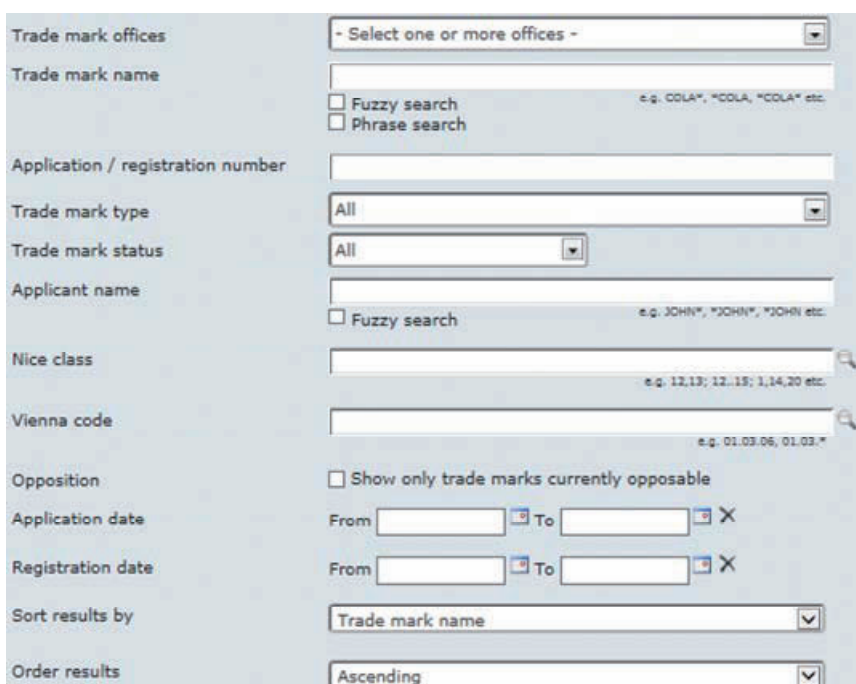 Trade mark offices - Select one or more offices -
Trade mark name
e.g. COLA*, *COLA, *COLA* etc.
Fuzzy search
Phrase search
Application / registration number
Trade mark type All
Trade mark status All
Applicant name
e.g. JOHN*, *JOHN*, *JOHN etc.
Fuzzy search
Nice class
e.g. 12,13; 12..15; 1,14,20 etc.
Vienna code
e.g. 01.03.06, 01.03.*
Opposition Show only trade marks currently opposable
Application date From To
Registration date From To
Sort results by Trade mark name
Order results Ascending